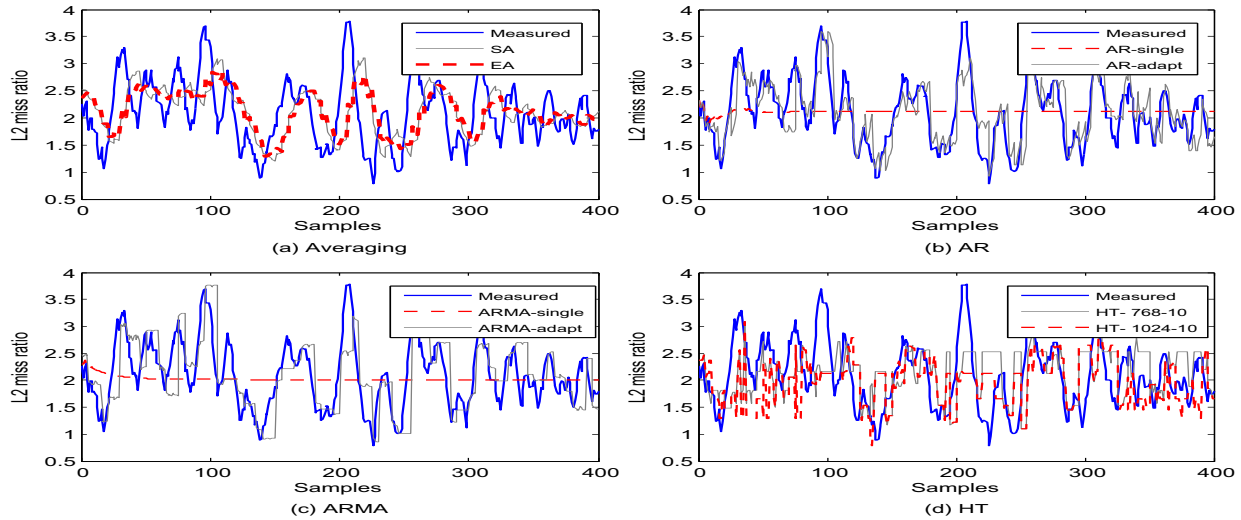 4
3.5
3
2.5
2
1.5
1
0.5
L2 miss ratio
0 100 200 300 400
Samples
Measured
SA
EA
(a) Averaging
4
3.5
3
2.5
2
1.5
1
0.5
L2 miss ratio
0 100 200 300 400
Samples
Measured
AR-single
AR-adapt
(b) AR
4
3.5
3
2.5
2
1.5
1
0.5
L2 miss ratio
0 100 200 300 400
Samples
Measured
ARMA-single
ARMA-adapt
(c) ARMA
4
3.5
3
2.5
2
1.5
1
0.5
L2 miss ratio
0 100 200 300 400
Samples
Measured
HT- 768-10
HT- 1024-10
(d) HT